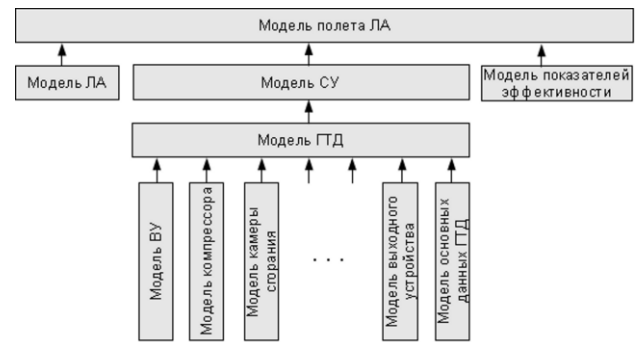 Модель полета ЛА
Модель ЛА
Модель СУ
Модель показателей
эффективности
Модель ГТД
Модель ВУ
Модель компрессора
Модель камеры
сгорания
. . .
Модель выходного
устройства
Модель основных
данных ГТД